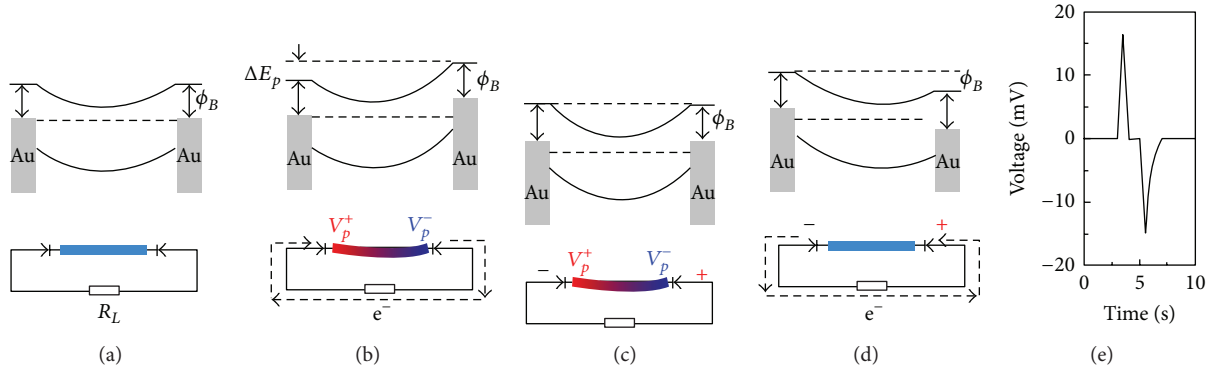 ϕ_B
Au
Au
R_L
(a)
ΔE_p
ϕ_B
Au
Au
V_p^+
V_p^−
e^−
(b)
ϕ_B
Au
Au
−
V_p^+
V_p^−
+
(c)
ϕ_B
Au
Au
−
+
e^−
(d)
Voltage (mV)
20
10
0
−10
−20
0
5
10
Time (s)
(e)